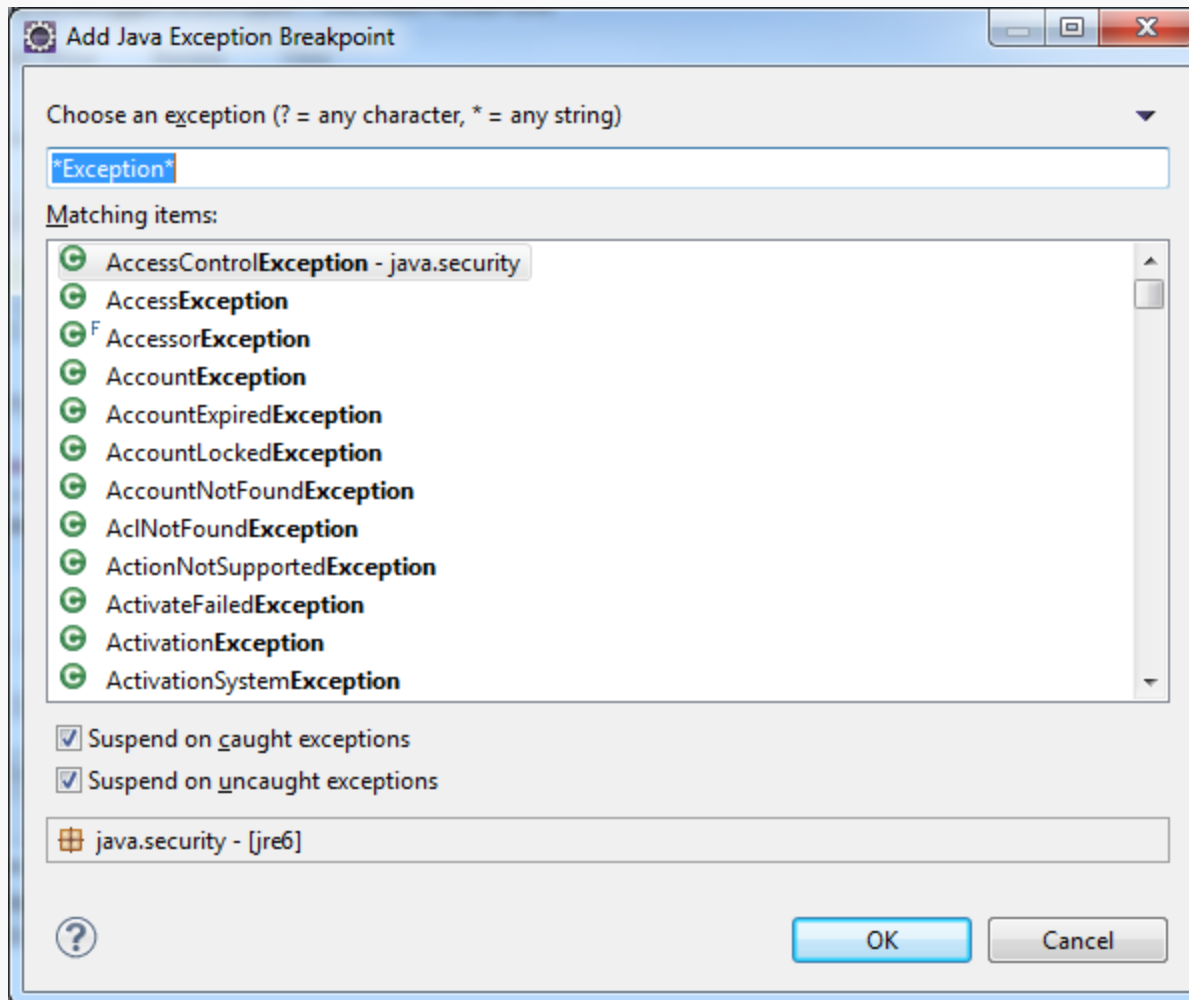 Add Java Exception Breakpoint
Choose an exception (? = any character, * = any string)
*Exception*
Matching items:
AccessControlException - java.security
AccessException
F AccessorException
AccountException
AccountExpiredException
AccountLockedException
AccountNotFoundException
AclNotFoundException
ActionNotSupportedException
ActivateFailedException
ActivationException
ActivationSystemException
Suspend on caught exceptions
Suspend on uncaught exceptions
java.security - [jre6]
OK Cancel